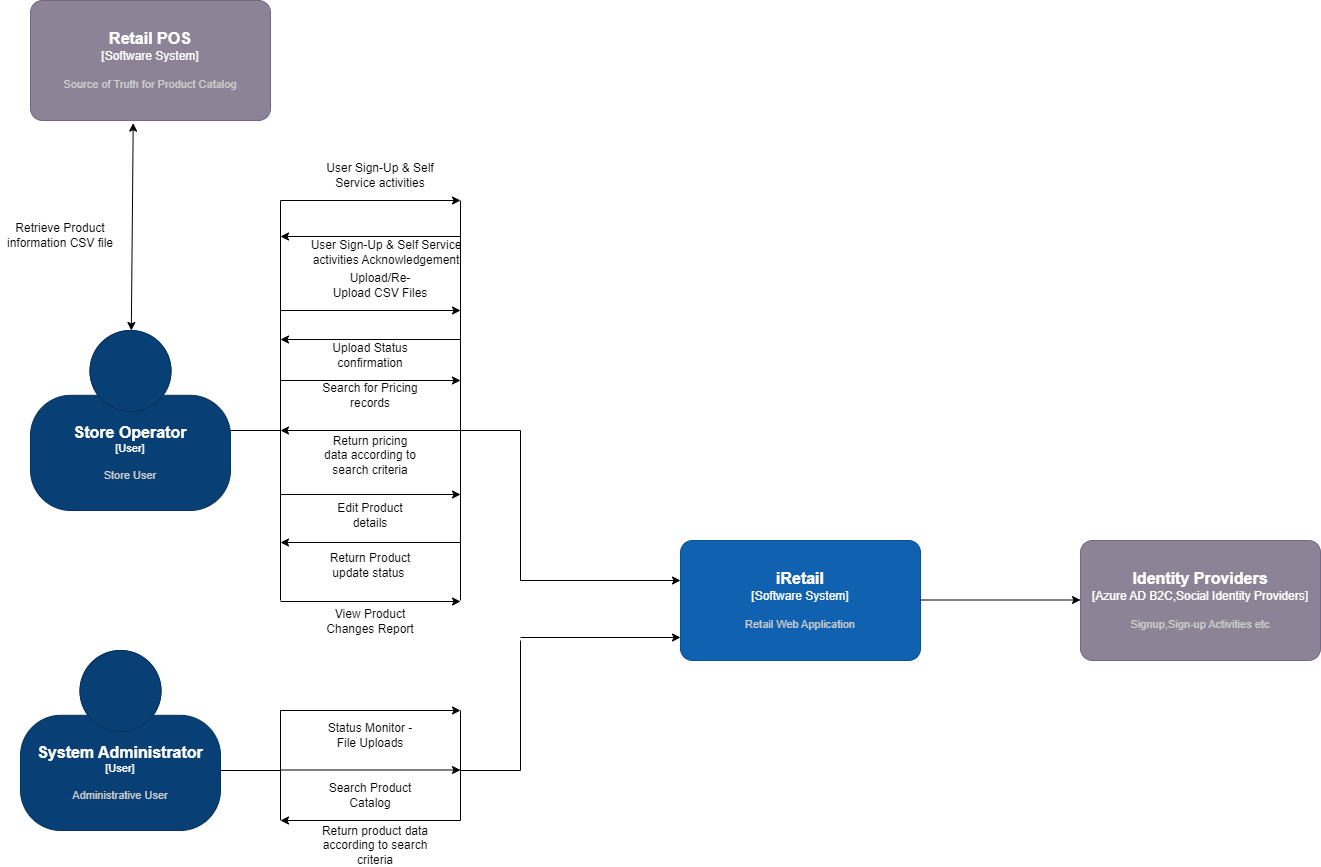 Retail POS
[Software System]
Source of Truth for Product Catalog
Retrieve Product
information CSV file
User Sign-Up & Self
Service activities
User Sign-Up & Self Service
activities Acknowledgement
Upload/Re-
Upload CSV Files
Upload Status
confirmation
Search for Pricing
records
Return pricing
data according to
search criteria
Edit Product
details
Return Product
update status
View Product
Changes Report
Store Operator
[User]
Store User
iRetail
[Software System]
Retail Web Application
Identity Providers
[Azure AD B2C,Social Identity Providers]
Signup,Sign-up Activities etc
System Administrator
[User]
Administrative User
Status Monitor -
File Uploads
Search Product
Catalog
Return product data
according to search
criteria